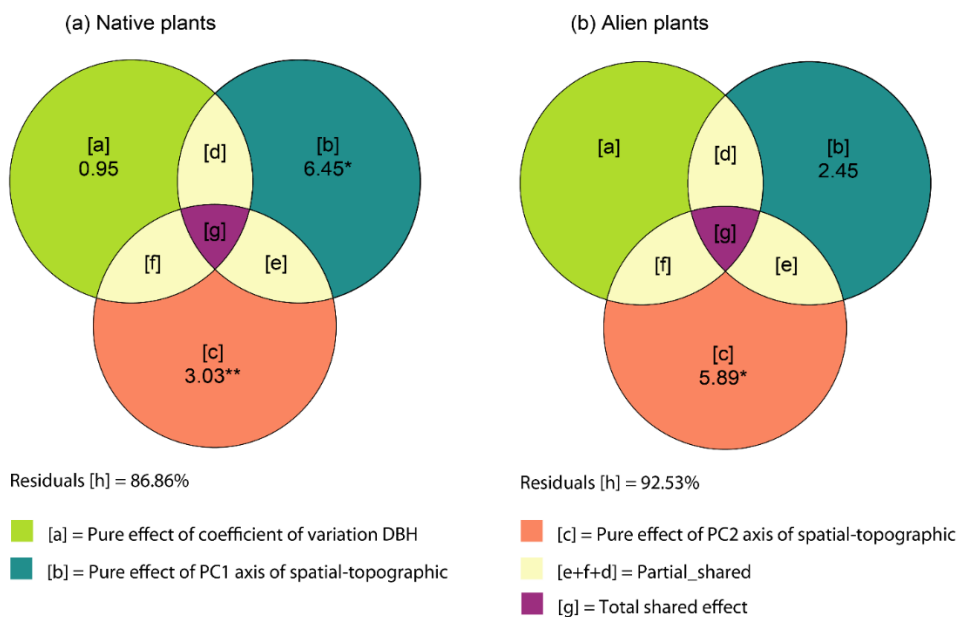 (a) Native plants
[a]
0.95
[d]
[b]
6.45*
[g]
[f]
[e]
[c]
3.03**
Residuals [h] = 86.86%
[a] = Pure effect of coefficient of variation DBH
[b] = Pure effect of PC1 axis of spatial-topographic
(b) Alien plants
[a]
[d]
[b]
2.45
[g]
[f]
[e]
[c]
5.89*
Residuals [h] = 92.53%
[c] = Pure effect of PC2 axis of spatial-topographic
[e+f+d] = Partial_shared
[g] = Total shared effect